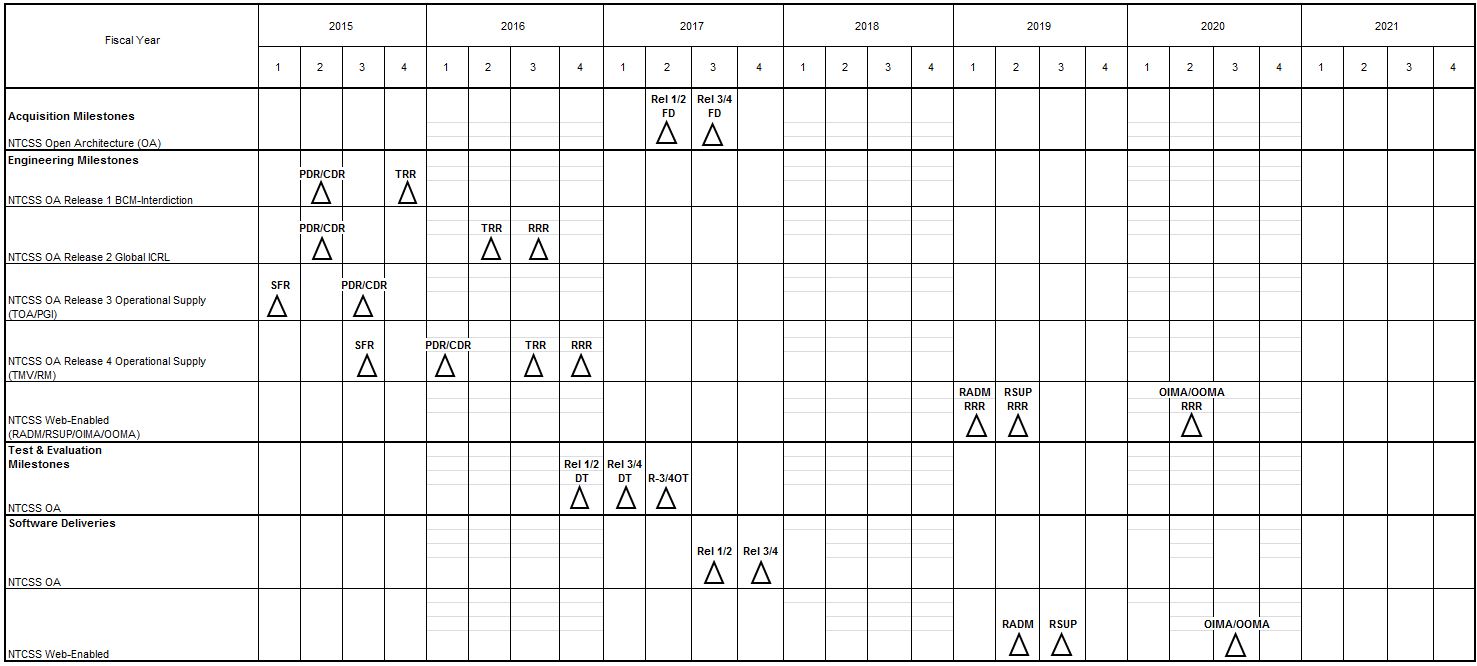 Fiscal Year
2015 2016 2017 2018 2019 2020 2021
1 2 3 4 1 2 3 4 1 2 3 4 1 2 3 4 1 2 3 4 1 2 3 4 1 2 3 4
Rel 1/2 Rel 3/4
FD FD
Acquisition Milestones
NTCSS Open Architecture (OA)
Engineering Milestones
PDR/CDR TRR
NTCSS OA Release 1 BCM-Interdiction
PDR/CDR TRR RRR
NTCSS OA Release 2 Global ICRL
SFR PDR/CDR
NTCSS OA Release 3 Operational Supply
(TOA/PGI)
SFR PDR/CDR TRR RRR
NTCSS OA Release 4 Operational Supply
(TMV/RM)
RADM RSUP OIMA/OOMA
RRR RRR RRR
NTCSS Web-Enabled
(RADM/RSUP/OIMA/OOMA)
Test & Evaluation
Milestones
Rel 1/2 Rel 3/4
DT DT R-3/4OT
NTCSS OA
Software Deliveries
Rel 1/2 Rel 3/4
NTCSS OA
RADM RSUP OIMA/OOMA
NTCSS Web-Enabled